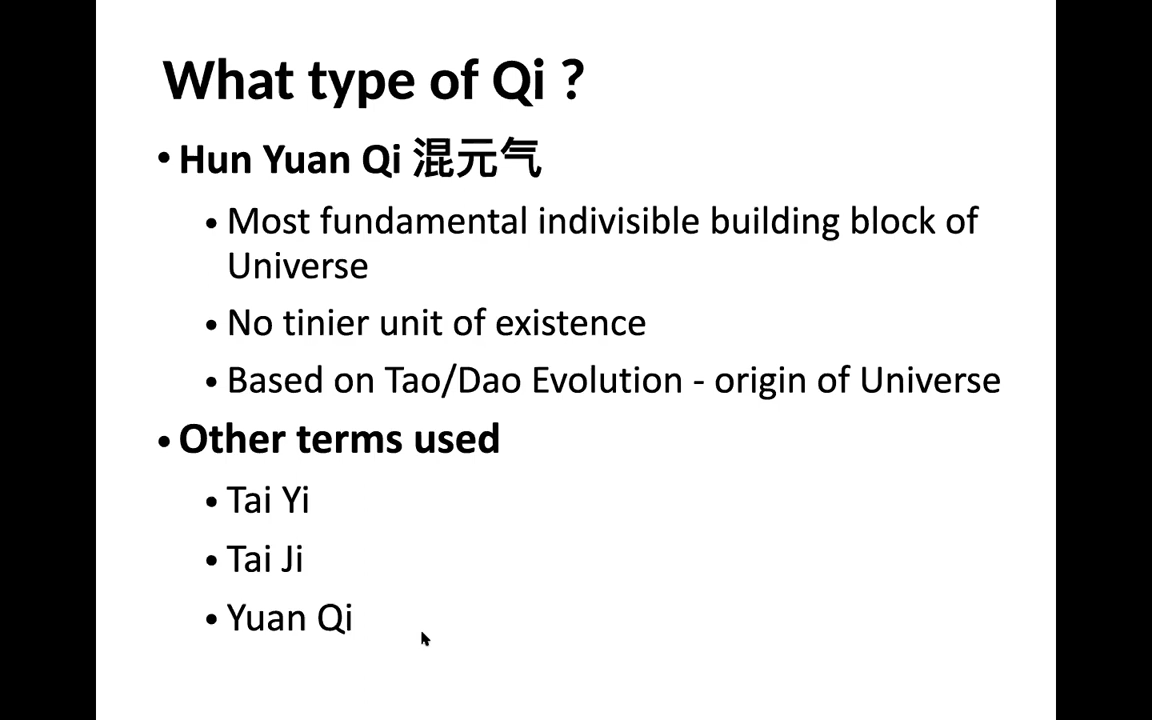 What type of Qi ?
• Hun Yuan Qi 混元气
• Most fundamental indivisible building block of
Universe
• No tinier unit of existence
• Based on Tao/Dao Evolution - origin of Universe
• Other terms used
• Tai Yi
• Tai Ji
• Yuan Qi